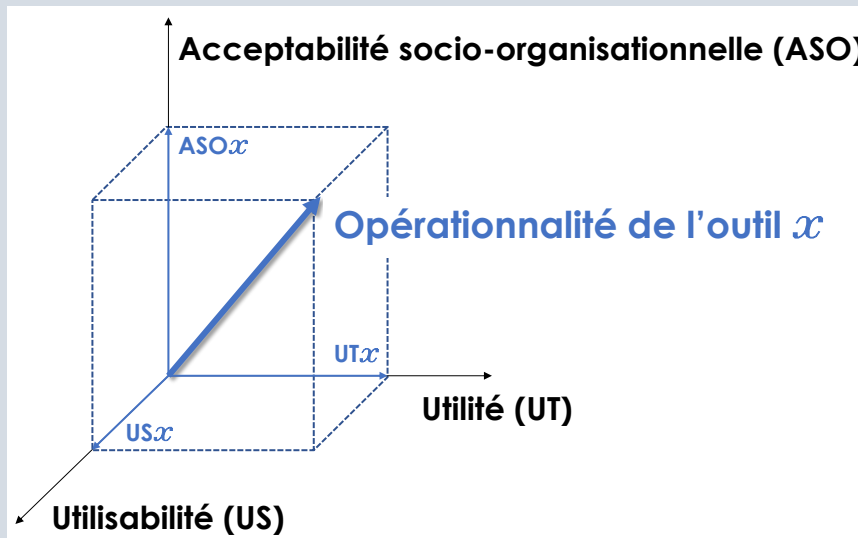 Acceptabilité socio-organisationnelle (ASO)
ASOx
Opérationnalité de l’outil x
UTx
Utilité (UT)
USx
Utilisabilité (US)